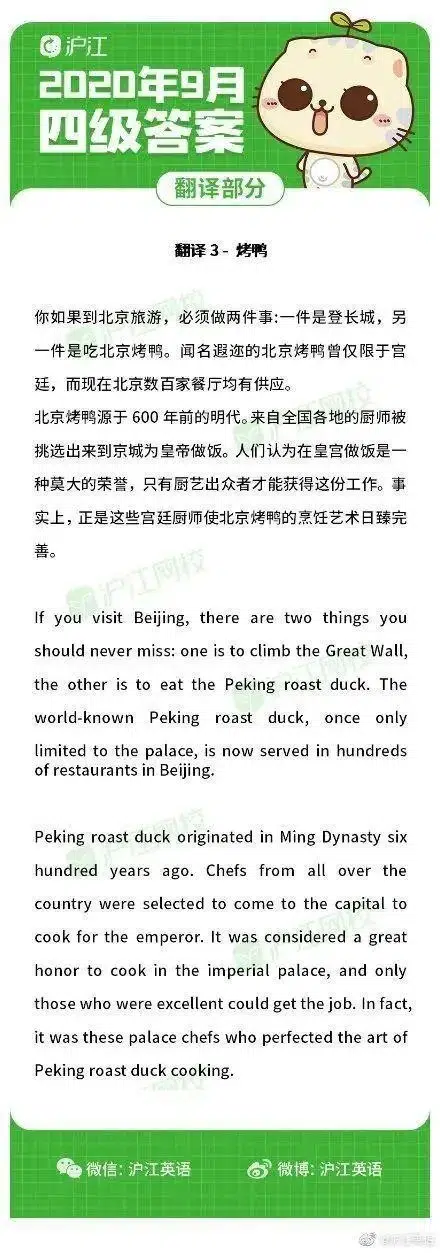 沪江
2020年9月
四级答案
翻译部分
翻译 3 - 烤鸭
你如果到北京旅游，必须做两件事:一件是登长城，另
一件是吃北京烤鸭。闻名遐迩的北京烤鸭曾仅限于宫
廷，而现在北京数百家餐厅均有供应。
北京烤鸭源于 600 年前的明代。来自全国各地的厨师被
挑选出来到京城为皇帝做饭。人们认为在皇宫做饭是一
种莫大的荣誉，只有厨艺出众者才能获得这份工作。事
实上，正是这些宫廷厨师使北京烤鸭的烹饪艺术日臻完
善。
If you visit Beijing, there are two things you
should never miss: one is to climb the Great Wall,
the other is to eat the Peking roast duck. The
world-known Peking roast duck, once only
limited to the palace, is now served in hundreds
of restaurants in Beijing.
Peking roast duck originated in Ming Dynasty six
hundred years ago. Chefs from all over the
country were selected to come to the capital to
cook for the emperor. It was considered a great
honor to cook in the imperial palace, and only
those who were excellent could get the job. In fact,
it was these palace chefs who perfected the art of
Peking roast duck cooking.
微信: 沪江英语
微博: 沪江英语